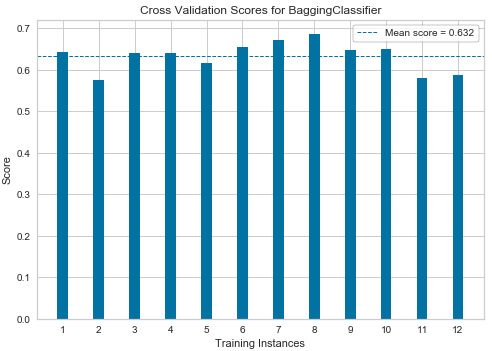 Cross Validation Scores for BaggingClassifier
Mean score = 0.632
0.7
0.6
0.5
0.4
0.3
0.2
0.1
0.0
Score
1 2 3 4 5 6 7 8 9 10 11 12
Training Instances